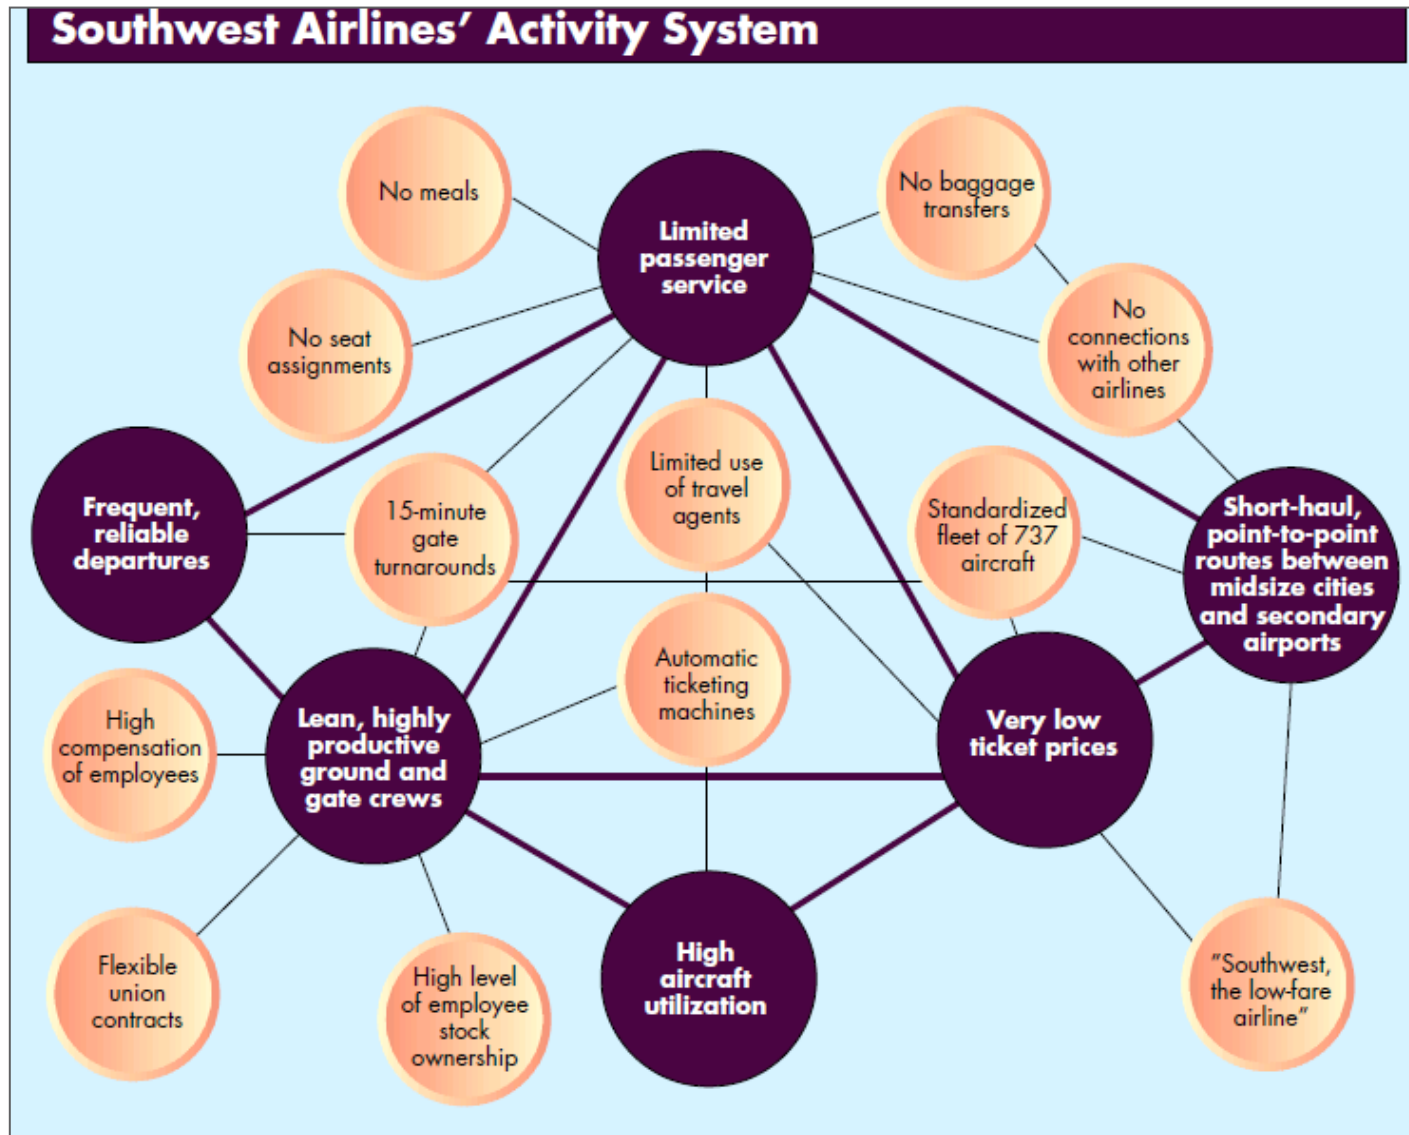 Southwest Airlines’ Activity System
No meals
No baggage
transfers
Limited
passenger
service
No seat
assignments
No
connections
with other
airlines
Frequent,
reliable
departures
15-minute
gate
turnarounds
Limited use
of travel
agents
Standardized
fleet of 737
aircraft
Short-haul,
point-to-point
routes between
midsize cities
and secondary
airports
High
compensation
of employees
Lean, highly
productive
ground and
gate crews
Automatic
ticketing
machines
Very low
ticket prices
Flexible
union
contracts
High level
of employee
stock
ownership
High
aircraft
utilization
”Southwest,
the low-fare
airline”